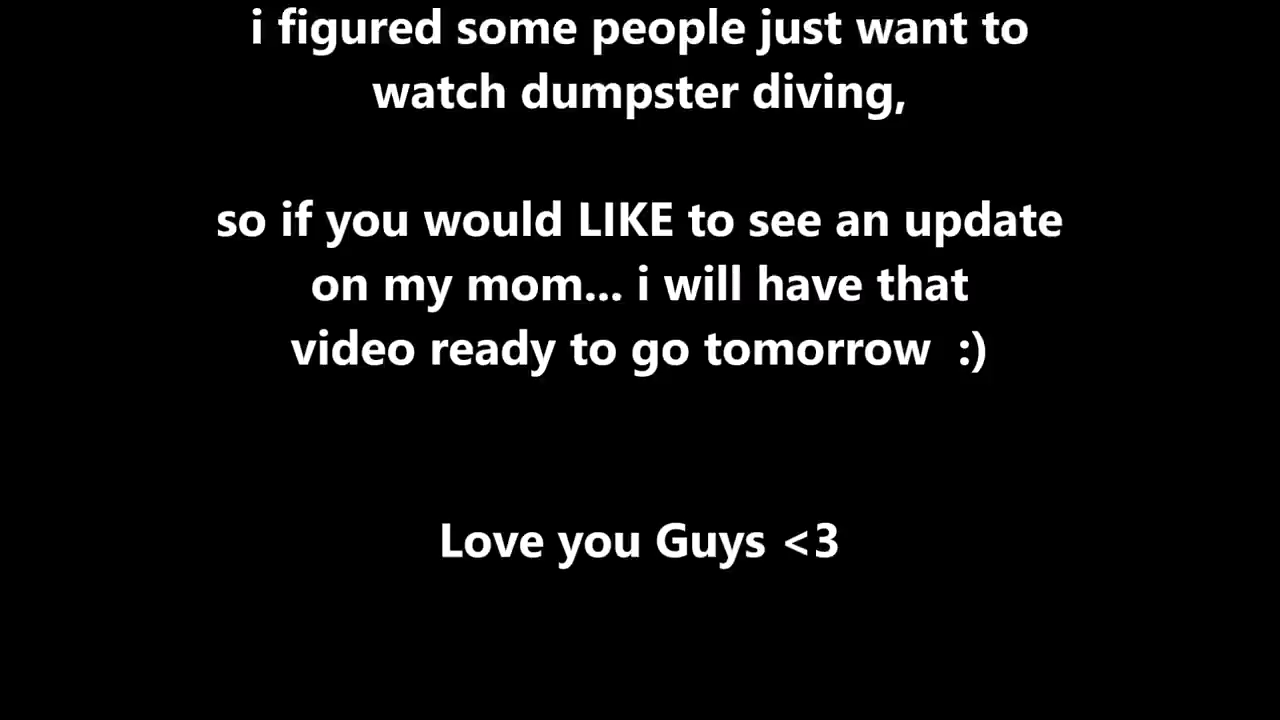 i figured some people just want to
watch dumpster diving,
so if you would LIKE to see an update
on my mom... i will have that
video ready to go tomorrow  :)
Love you Guys <3